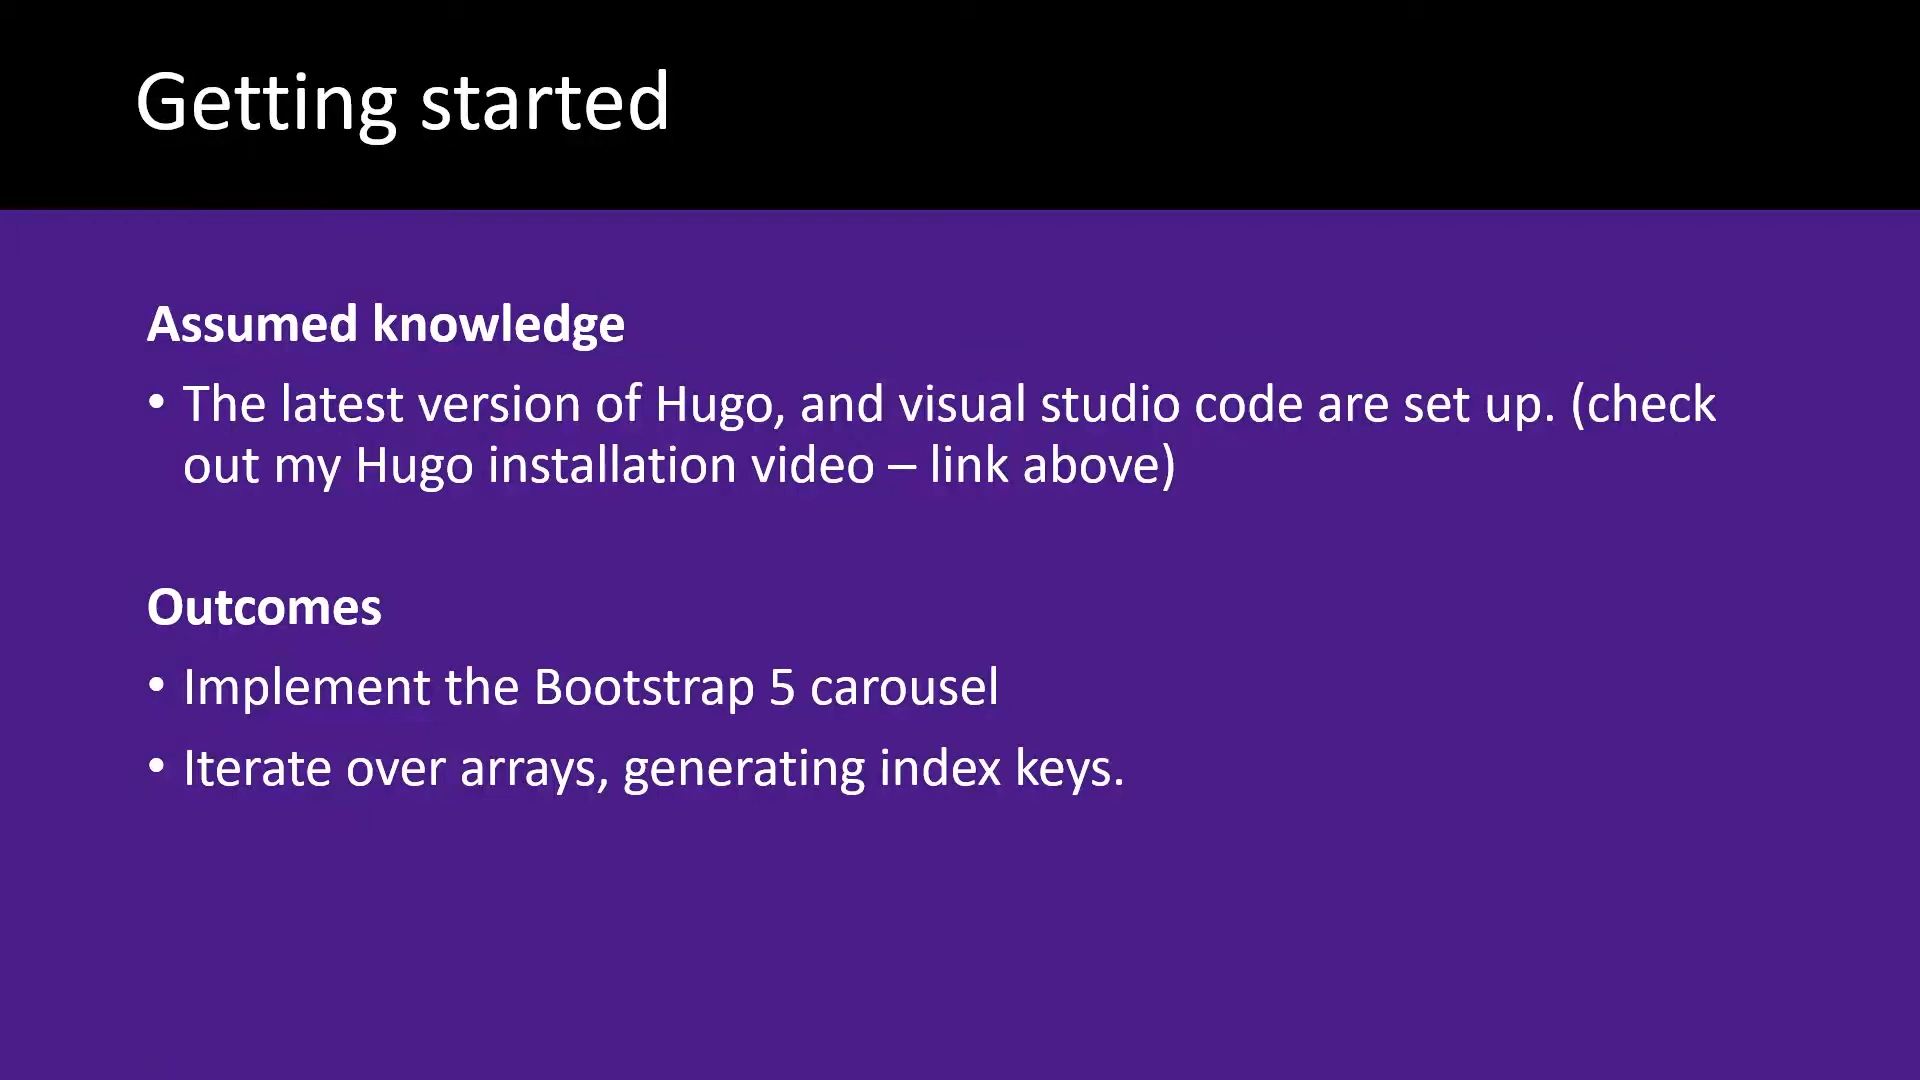 Getting started
Assumed knowledge
• The latest version of Hugo, and visual studio code are set up. (check
out my Hugo installation video – link above)
Outcomes
• Implement the Bootstrap 5 carousel
• Iterate over arrays, generating index keys.